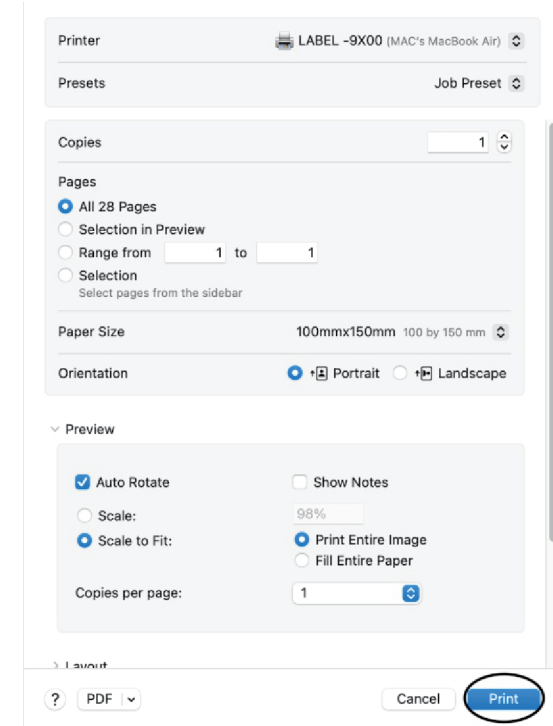 Printer LABEL -9X00 (MAC's MacBook Air)
Presets Job Preset
Copies 1
Pages
All 28 Pages
Selection in Preview
Range from 1 to 1
Selection
Select pages from the sidebar
Paper Size 100mmx150mm 100 by 150 mm
Orientation Portrait Landscape
Preview
Auto Rotate Show Notes
Scale: 98%
Scale to Fit: Print Entire Image
Fill Entire Paper
Copies per page: 1
Layout
? PDF Cancel Print